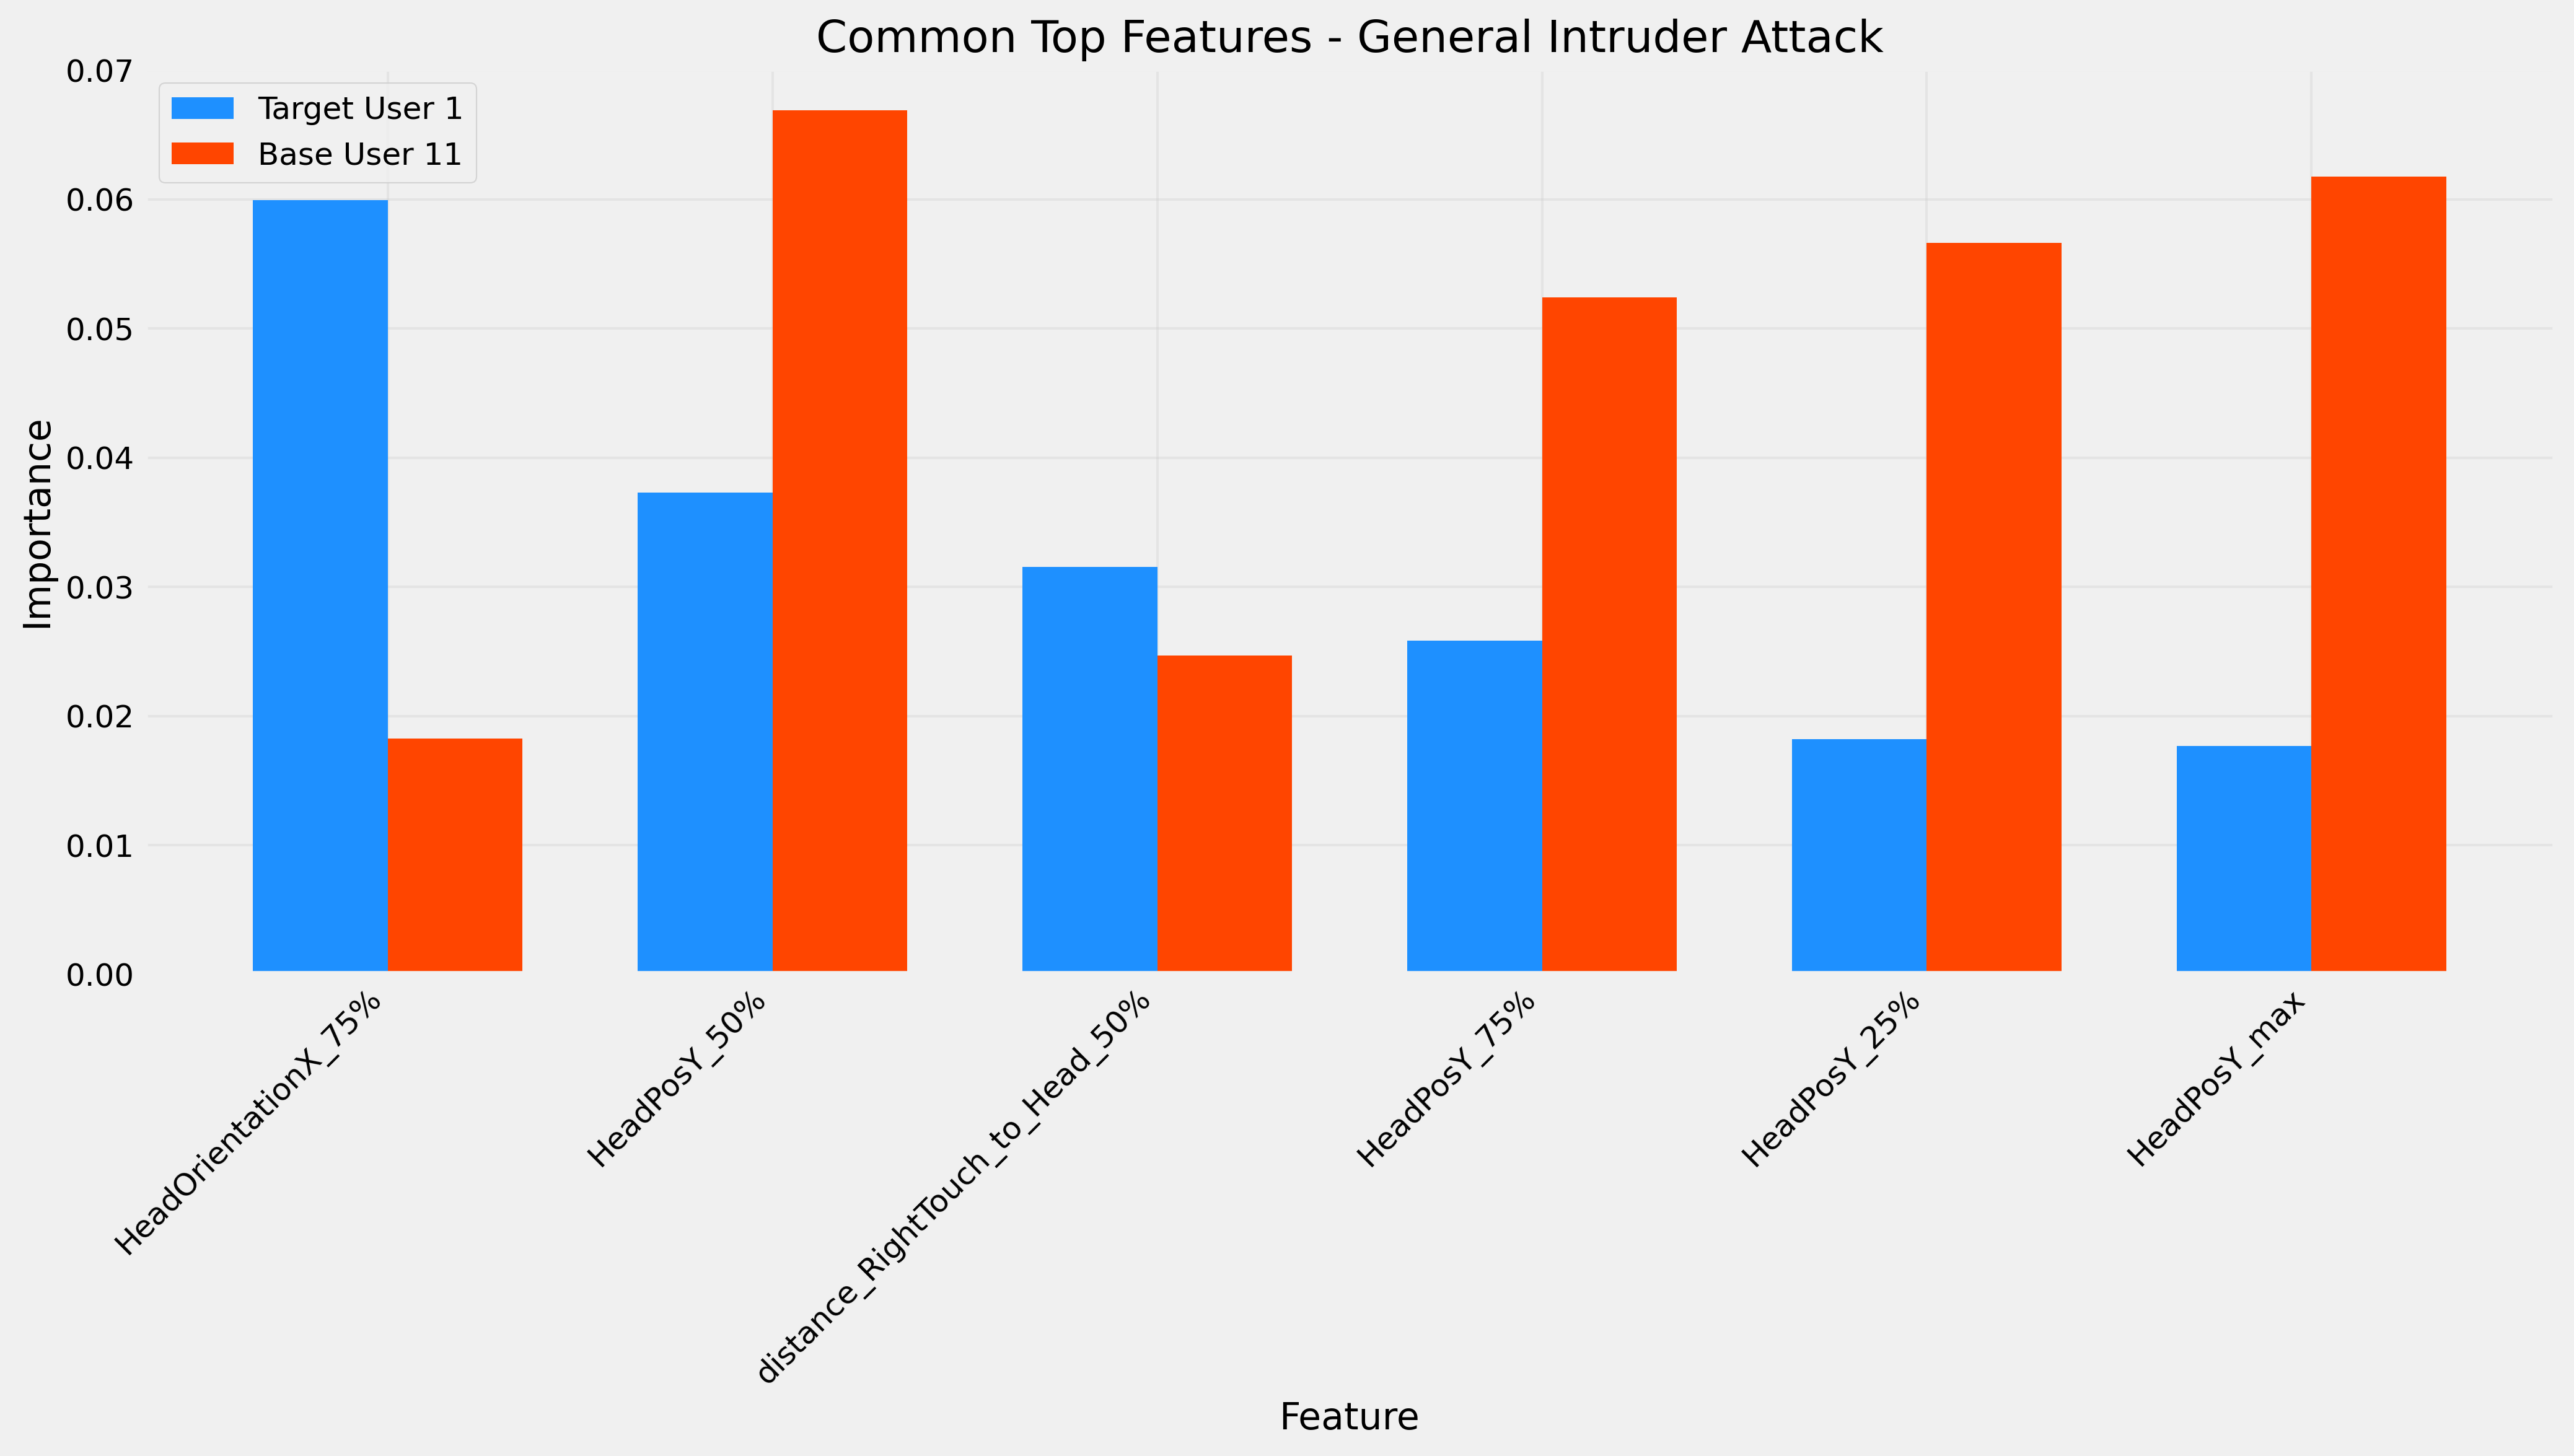 Common Top Features - General Intruder Attack
Target User 1
Base User 11
Importance
0.07
0.06
0.05
0.04
0.03
0.02
0.01
0.00
HeadOrientationX_75%
HeadPosY_50%
distance_RightTouch_to_Head_50%
HeadPosY_75%
HeadPosY_25%
HeadPosY_max
Feature